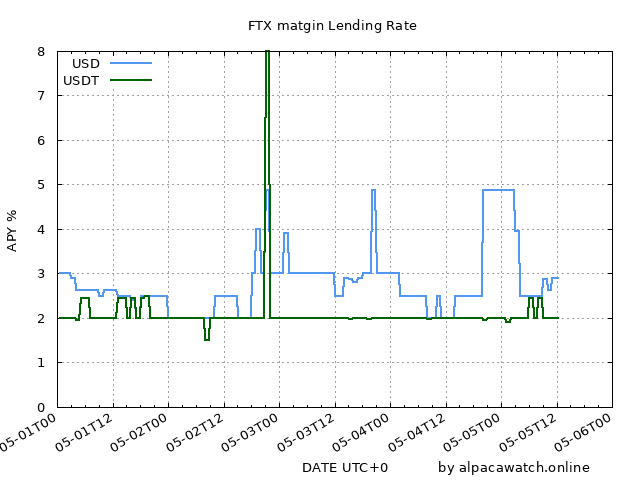 FTX matgin Lending Rate
USD
USDT
8
7
6
5
4
3
2
1
0
APY %
05-01T00
05-01T12
05-02T00
05-02T12
05-03T00
05-03T12
05-04T00
05-04T12
05-05T00
05-05T12
05-06T00
DATE UTC+0
by alpacawatch.online